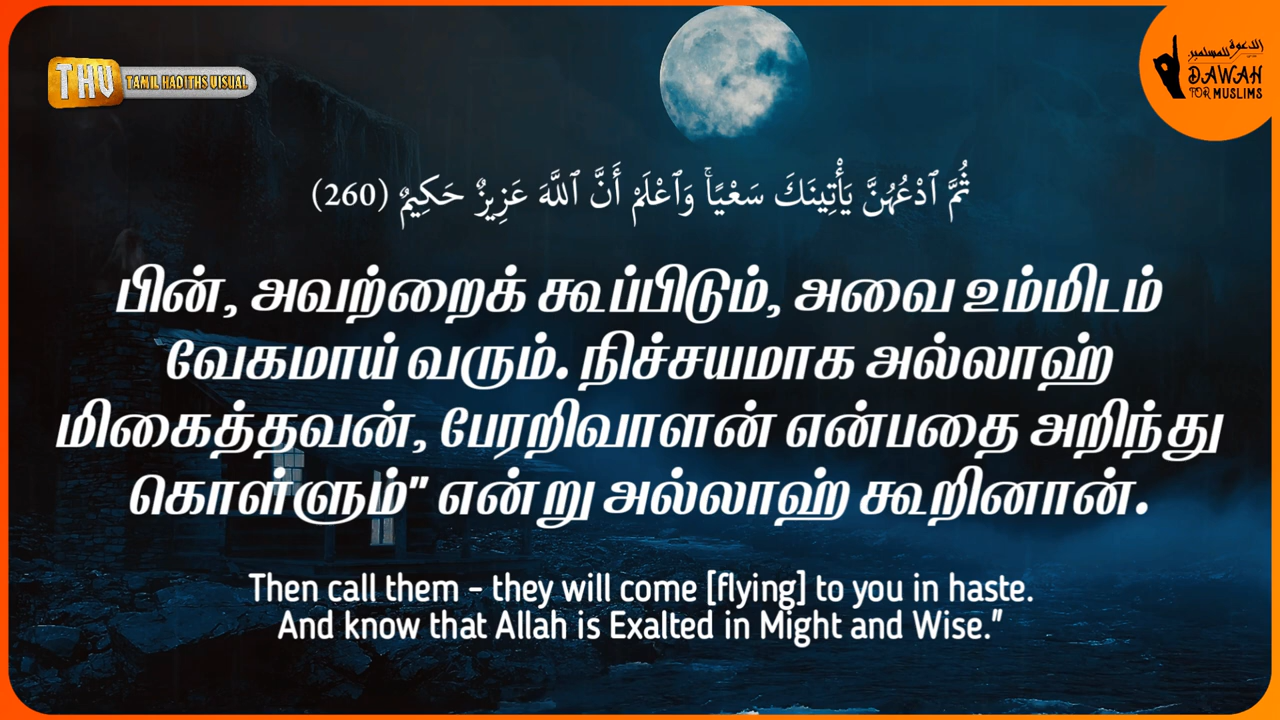 THV TAMIL HADITHS VISUAL
الدعوة للمسلمين
DAWAH
FOR MUSLIMS
ثُمَّ ٱدْعُهُنَّ يَأْتِينَكَ سَعْيًۭا ۚ وَٱعْلَمْ أَنَّ ٱللَّهَ عَزِيزٌ حَكِيمٌۭ (260)
பின், அவற்றைக் கூப்பிடும், அவை உம்மிடம்
வேகமாய் வரும். நிச்சயமாக அல்லாஹ்
மிகைத்தவன், பேரறிவாளன் என்பதை அறிந்து
கொள்ளும்" என்று அல்லாஹ் கூறினான்.
Then call them - they will come [flying] to you in haste.
And know that Allah is Exalted in Might and Wise."